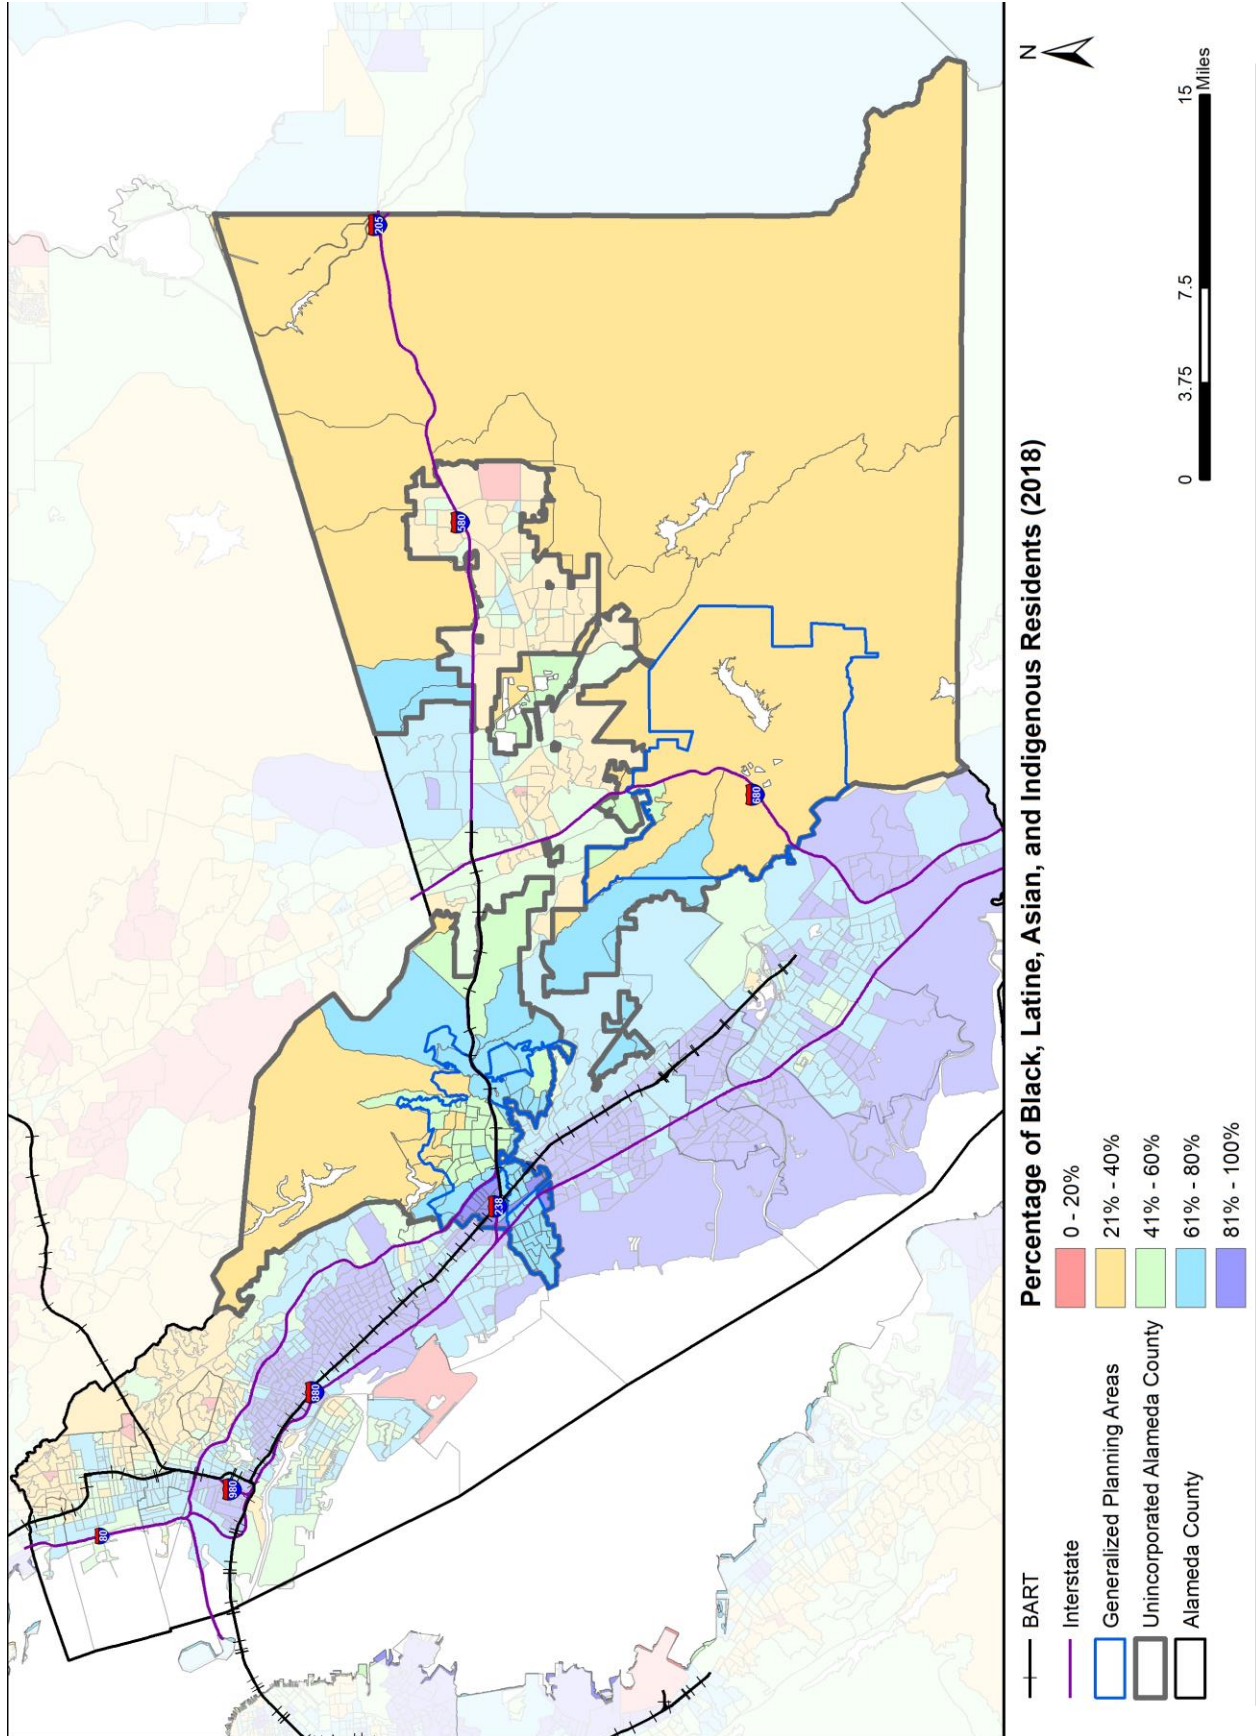 80
980
880
238
580
205
680
Percentage of Black, Latine, Asian, and Indigenous Residents (2018)
BART
Interstate
Generalized Planning Areas
Unincorporated Alameda County
Alameda County
0 - 20%
21% - 40%
41% - 60%
61% - 80%
81% - 100%
N
0 3.75 7.5 15
Miles